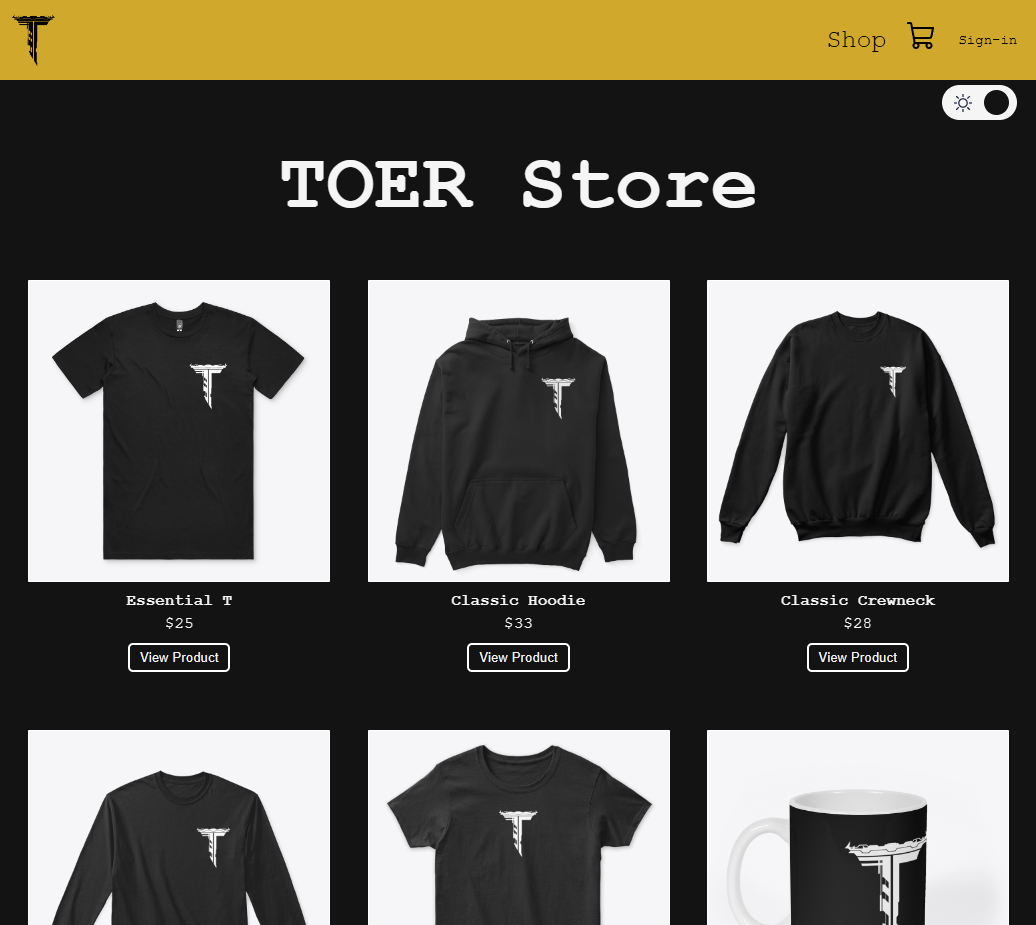 Shop
Sign-in
TOER Store
Essential T
Classic Hoodie
Classic Crewneck
$25
$33
$28
View Product
View Product
View Product